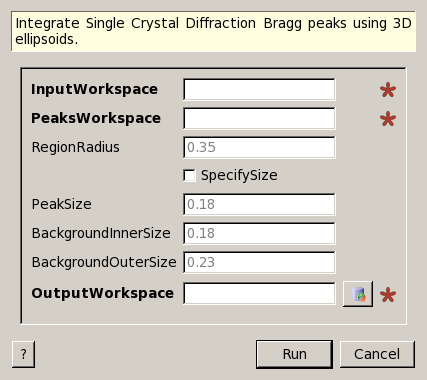 Integrate Single Crystal Diffraction Bragg peaks using 3D
ellipsoids.
InputWorkspace
PeaksWorkspace
RegionRadius 0.35
SpecifySize
PeakSize 0.18
BackgroundInnerSize 0.18
BackgroundOuterSize 0.23
OutputWorkspace
? Run Cancel